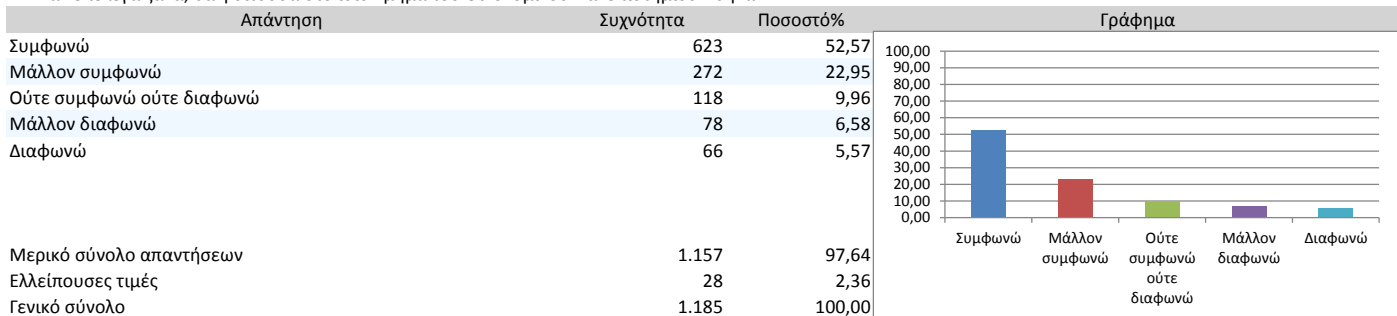 Απάντηση Συχνότητα Ποσοστό% Γράφημα
Συμφωνώ 623 52,57
Μάλλον συμφωνώ 272 22,95
Ούτε συμφωνώ ούτε διαφωνώ 118 9,96
Μάλλον διαφωνώ 78 6,58
Διαφωνώ 66 5,57
Μερικό σύνολο απαντήσεων 1.157 97,64
Ελλείπουσες τιμές 28 2,36
Γενικό σύνολο 1.185 100,00
100,00
90,00
80,00
70,00
60,00
50,00
40,00
30,00
20,00
10,00
0,00
Συμφωνώ Μάλλον Ούτε Μάλλον Διαφωνώ
συμφωνώ συμφωνώ διαφωνώ
ούτε
διαφωνώ